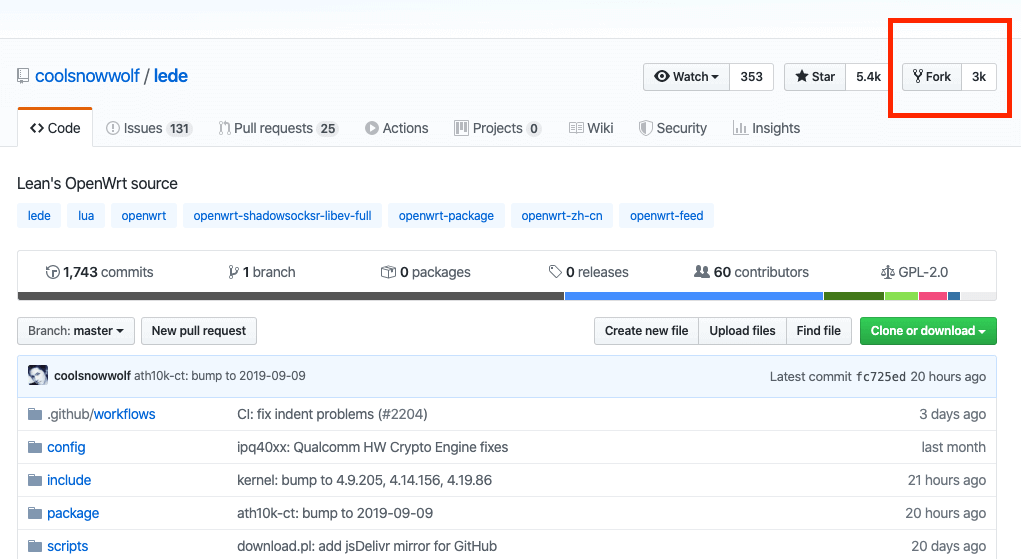 coolsnowwolf / lede
Watch 353 Star 5.4k Fork 3k
Code Issues 131 Pull requests 25 Actions Projects 0 Wiki Security Insights
Lean's OpenWrt source
lede lua openwrt openwrt-shadowsocksr-libev-full openwrt-package openwrt-zh-cn openwrt-feed
1,743 commits 1 branch 0 packages 0 releases 60 contributors GPL-2.0
Branch: master New pull request Create new file Upload files Find file Clone or download
coolsnowwolf ath10k-ct: bump to 2019-09-09 Latest commit fc725ed 20 hours ago
.github/workflows CI: fix indent problems (#2204) 3 days ago
config ipq40xx: Qualcomm HW Crypto Engine fixes last month
include kernel: bump to 4.9.205, 4.14.156, 4.19.86 21 hours ago
package ath10k-ct: bump to 2019-09-09 20 hours ago
scripts download.pl: add jsDelivr mirror for GitHub 20 days ago